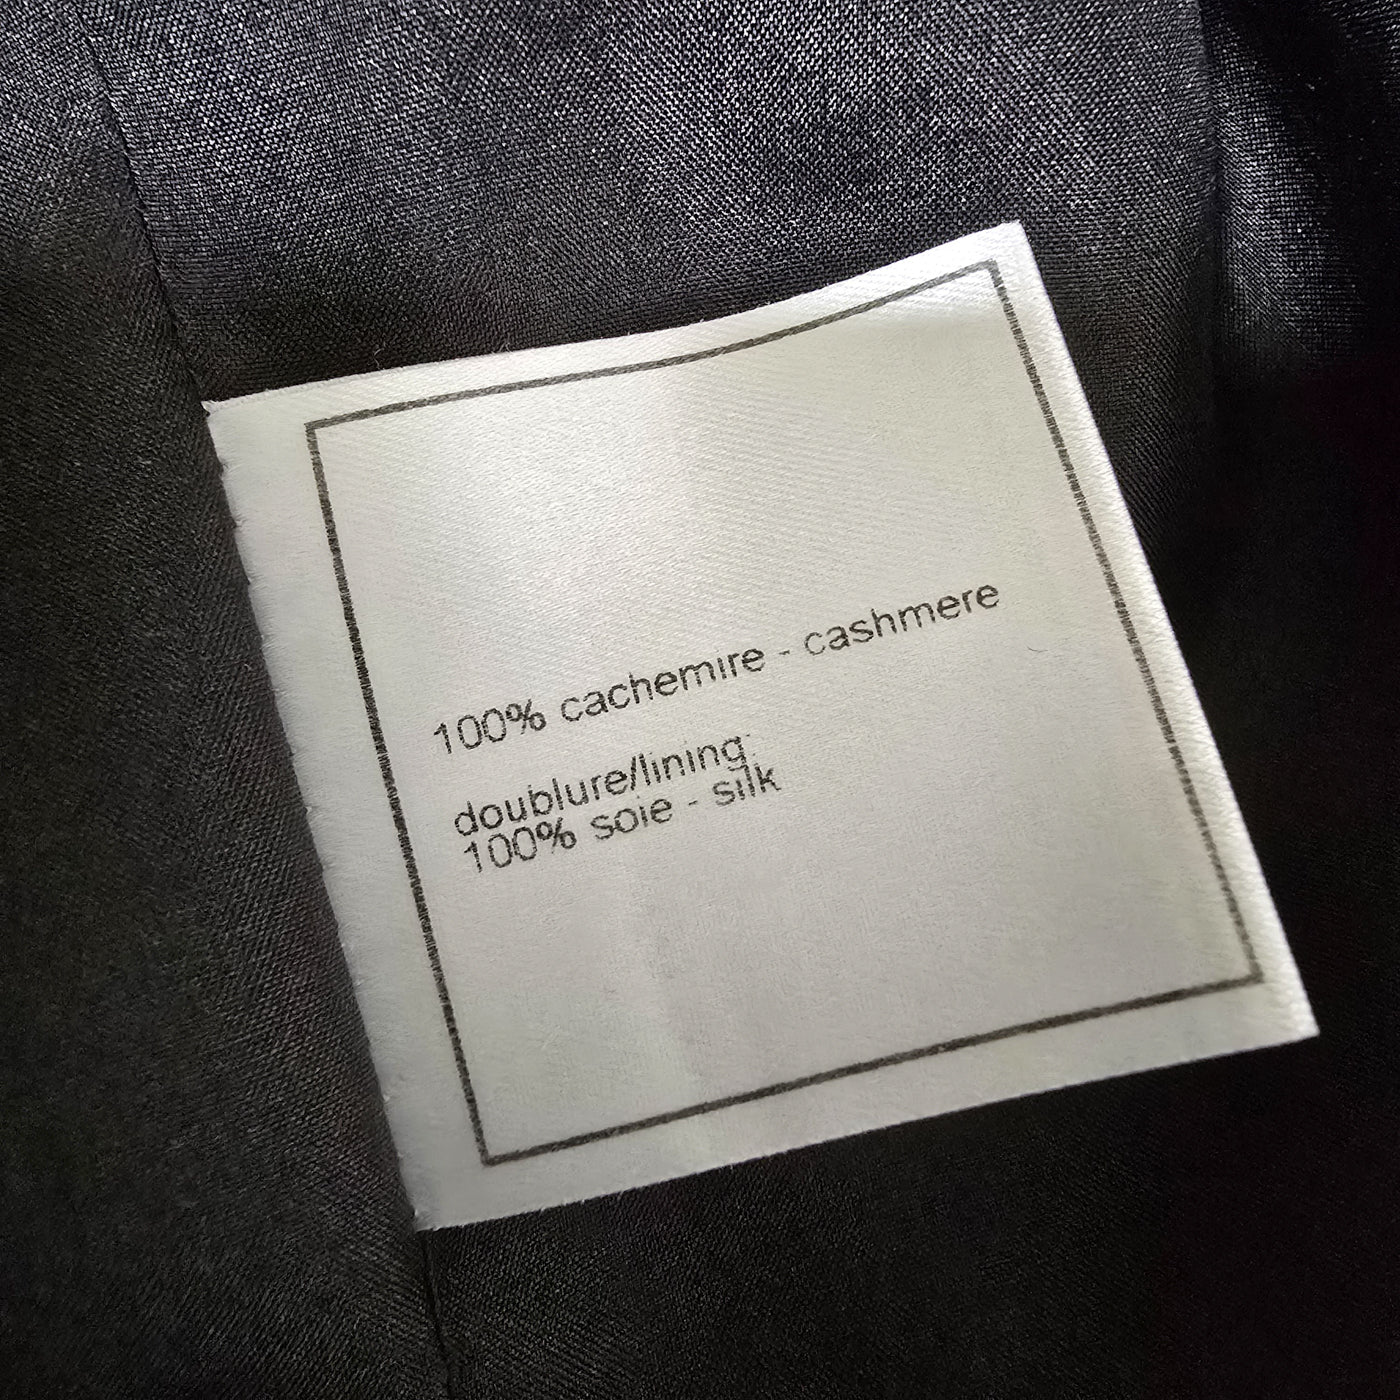 100% cachemire - cashmere
doublure/lining:
100% soie - silk